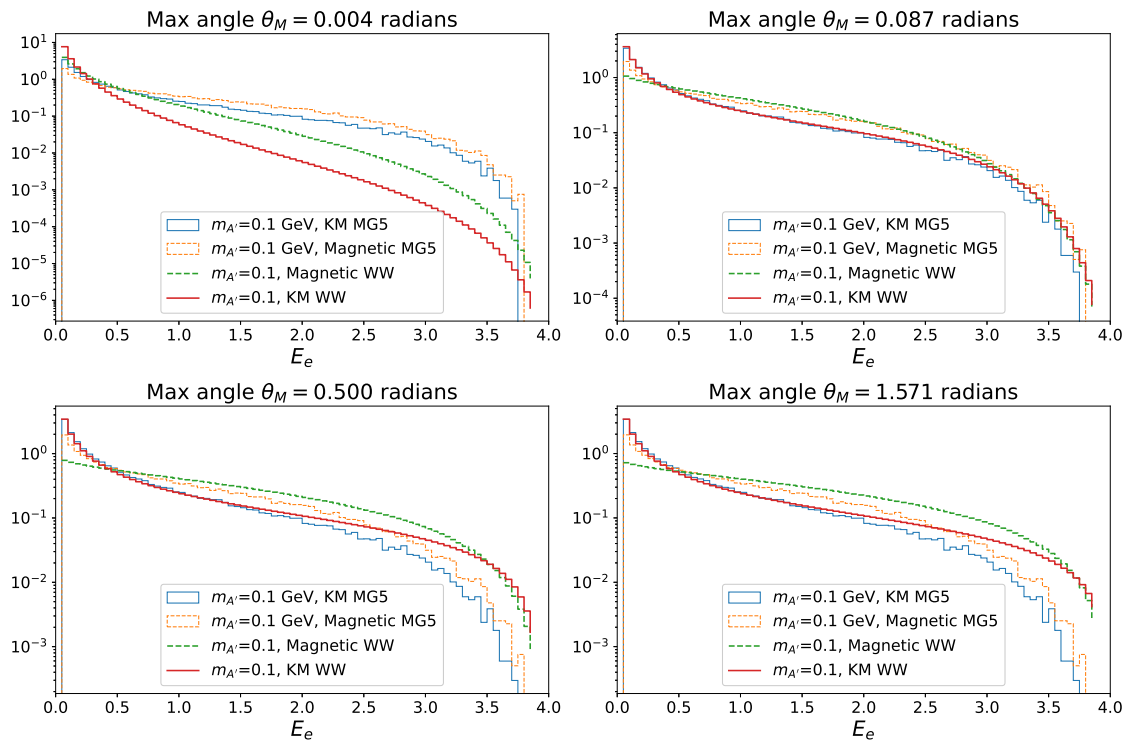 Max angle θ_M = 0.004 radians
10^1
10^0
10^−1
10^−2
10^−3
10^−4
10^−5
10^−6
m_A′=0.1 GeV, KM MG5
m_A′=0.1 GeV, Magnetic MG5
m_A′=0.1, Magnetic WW
m_A′=0.1, KM WW
0.0 0.5 1.0 1.5 2.0 2.5 3.0 3.5 4.0
E_e
Max angle θ_M = 0.087 radians
10^0
10^−1
10^−2
10^−3
10^−4
m_A′=0.1 GeV, KM MG5
m_A′=0.1 GeV, Magnetic MG5
m_A′=0.1, Magnetic WW
m_A′=0.1, KM WW
0.0 0.5 1.0 1.5 2.0 2.5 3.0 3.5 4.0
E_e
Max angle θ_M = 0.500 radians
10^0
10^−1
10^−2
10^−3
m_A′=0.1 GeV, KM MG5
m_A′=0.1 GeV, Magnetic MG5
m_A′=0.1, Magnetic WW
m_A′=0.1, KM WW
0.0 0.5 1.0 1.5 2.0 2.5 3.0 3.5 4.0
E_e
Max angle θ_M = 1.571 radians
10^0
10^−1
10^−2
10^−3
m_A′=0.1 GeV, KM MG5
m_A′=0.1 GeV, Magnetic MG5
m_A′=0.1, Magnetic WW
m_A′=0.1, KM WW
0.0 0.5 1.0 1.5 2.0 2.5 3.0 3.5 4.0
E_e